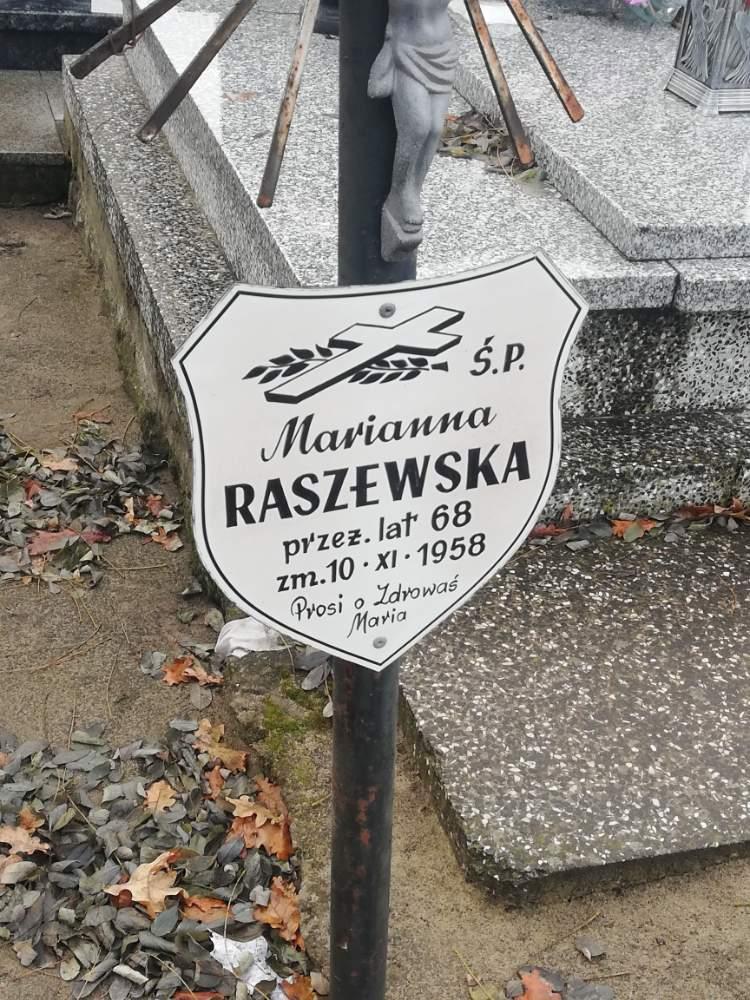 Ś.P.
Marianna
RASZEWSKA
przeż. lat 68
zm. 10 · XI · 1958
Prosi o Zdrowaś
Maria